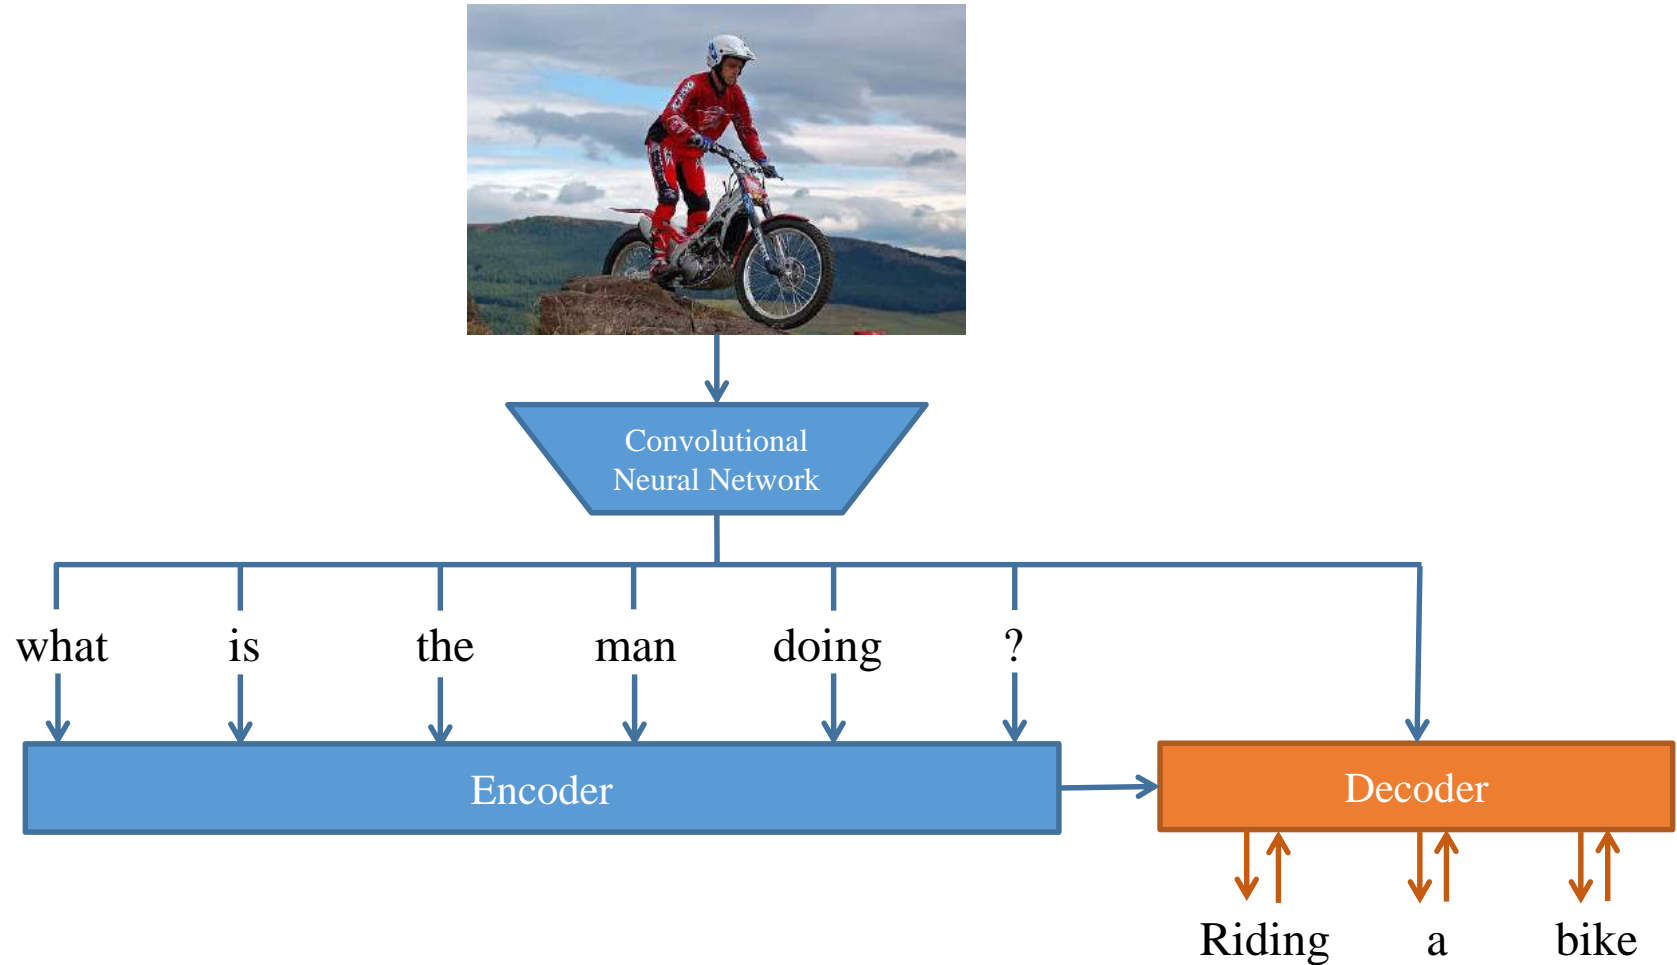 Convolutional
Neural Network
what is the man doing ?
Encoder
Decoder
Riding a bike